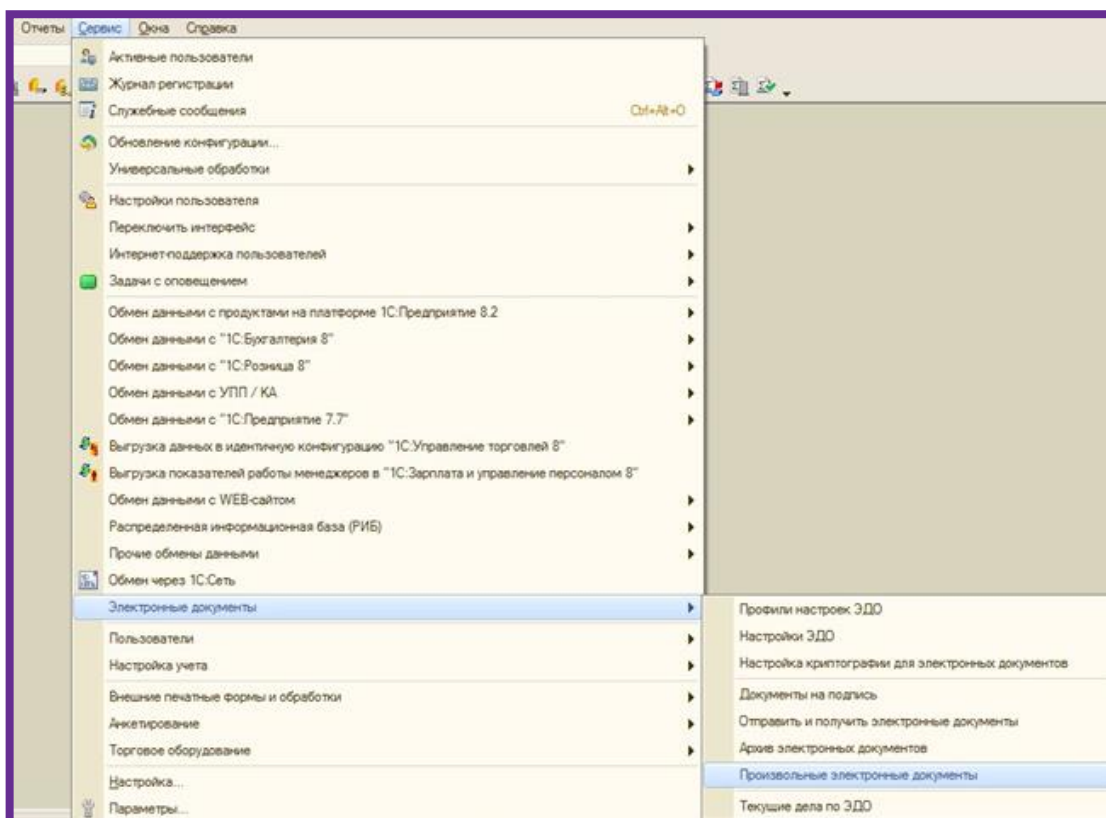 Отчеты Сервис Окна Справка
Активные пользователи
Журнал регистрации
Служебные сообщения Ctrl+Alt+O
Обновление конфигурации...
Универсальные обработки
Настройки пользователя
Переключить интерфейс
Интернет-поддержка пользователей
Задачи с оповещением
Обмен данными с продуктами на платформе 1С:Предприятие 8.2
Обмен данными с "1С:Бухгалтерия 8"
Обмен данными с "1С:Розница 8"
Обмен данными с УПП / КА
Обмен данными с "1С:Предприятие 7.7"
Выгрузка данных в идентичную конфигурацию "1С:Управление торговлей 8"
Выгрузка показателей работы менеджеров в "1С:Зарплата и управление персоналом 8"
Обмен данными с WEB-сайтом
Распределенная информационная база (РИБ)
Прочие обмены данными
Обмен через 1С:Сеть
Электронные документы
Профили настроек ЭДО
Пользователи
Настройки ЭДО
Настройка учета
Настройка криптографии для электронных документов
Внешние печатные формы и обработки
Документы на подпись
Анкетирование
Отправить и получить электронные документы
Торговое оборудование
Архив электронных документов
Настройка...
Произвольные электронные документы
Параметры...
Текущие дела по ЭДО